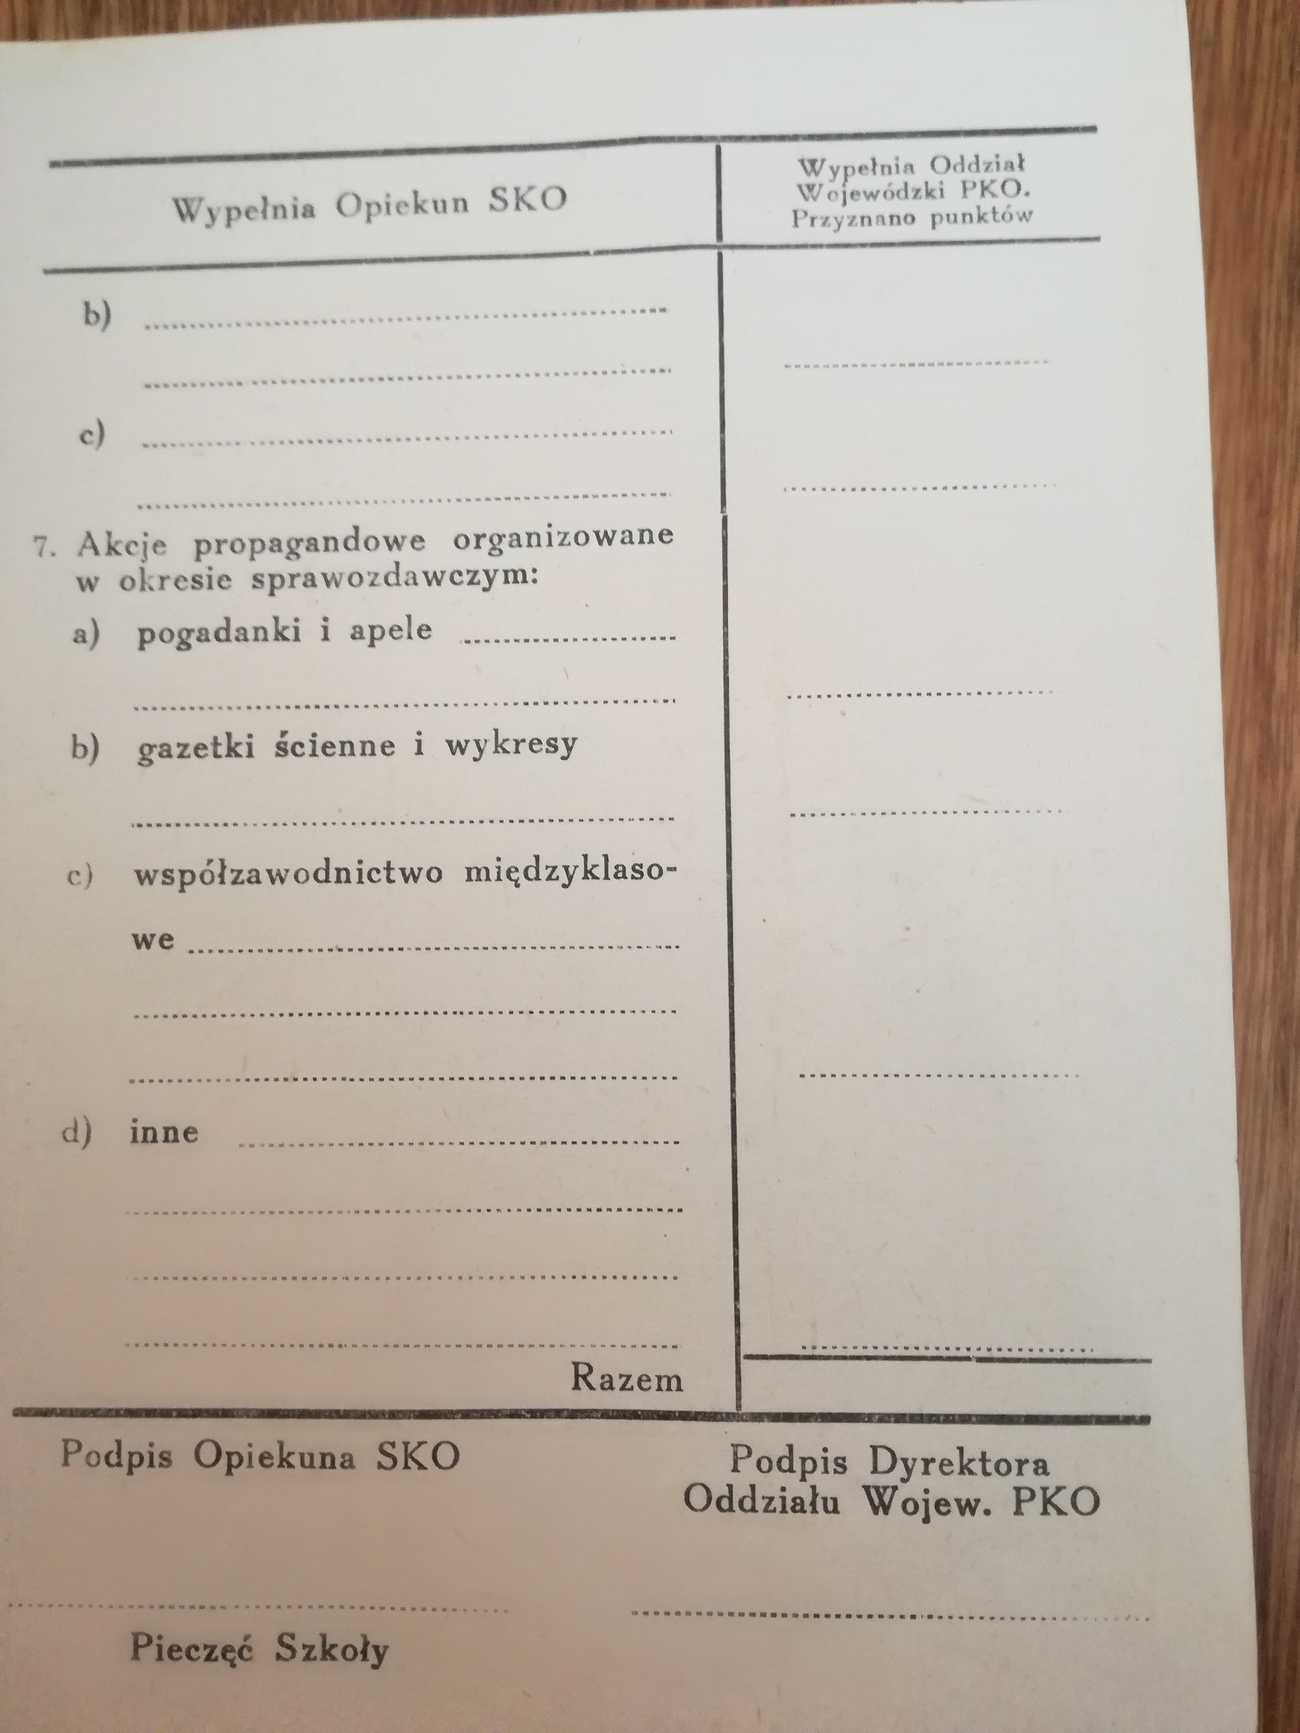 Wypełnia Opiekun SKO
Wypełnia Oddział
Wojewódzki PKO.
Przyznano punktów
b)
c)
7. Akcje propagandowe organizowane
w okresie sprawozdawczym:
a) pogadanki i apele
b) gazetki ścienne i wykresy
c) współzawodnictwo międzyklaso-
we
d) inne
Razem
Podpis Opiekuna SKO
Podpis Dyrektora
Oddziału Wojew. PKO
Pieczęć Szkoły